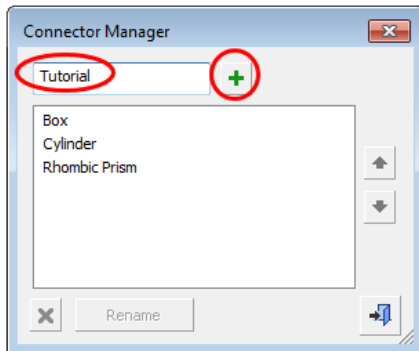 Connector Manager
Tutorial
Box
Cylinder
Rhombic Prism
Rename